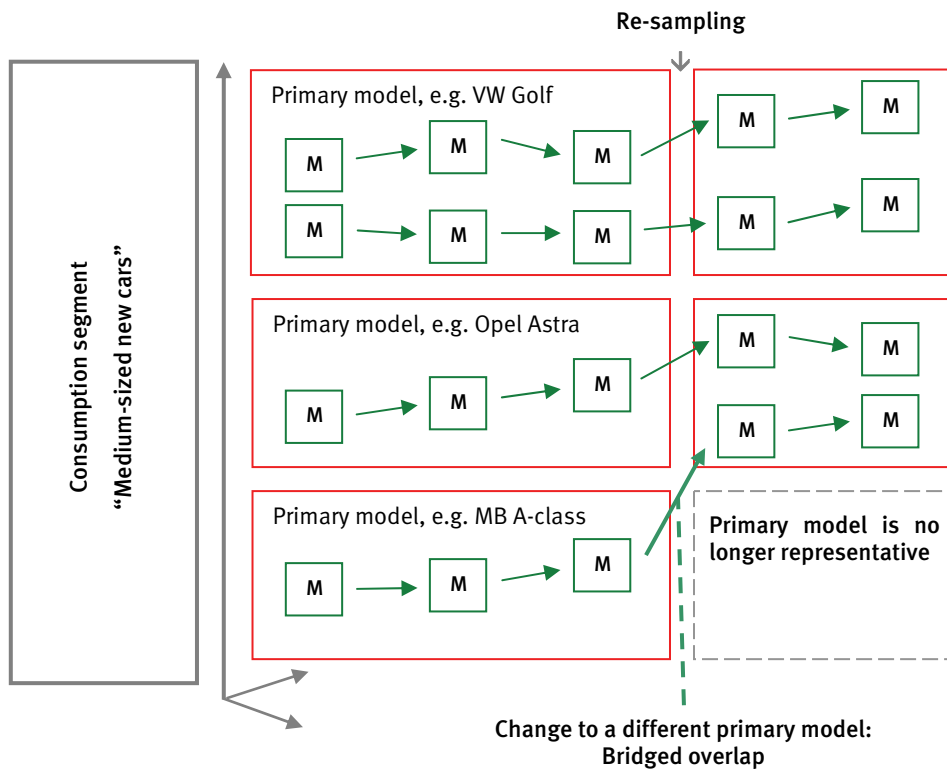 Re-sampling
Consumption segment
“Medium-sized new cars”
Primary model, e.g. VW Golf
M
M
M
M
M
M
M
M
M
M
Primary model, e.g. Opel Astra
M
M
M
M
M
M
M
Primary model, e.g. MB A-class
M
M
M
Primary model is no
longer representative
Change to a different primary model:
Bridged overlap